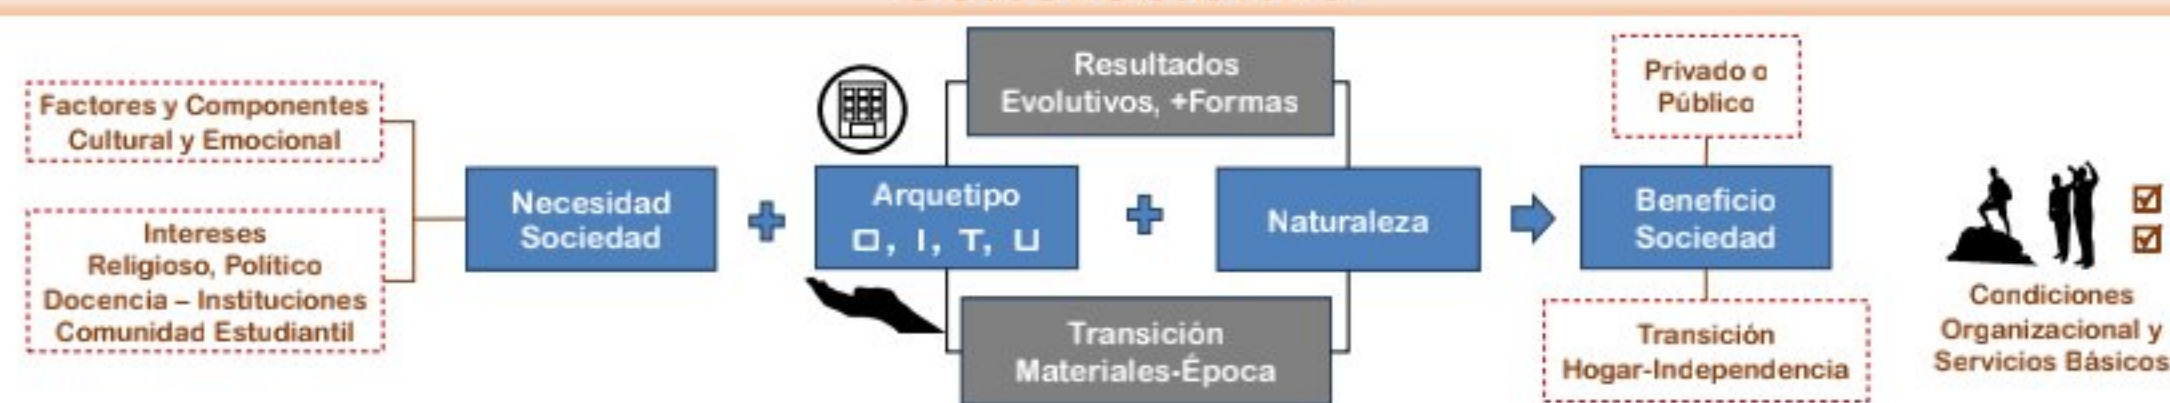 Factores y Componentes
Cultural y Emocional
Intereses
Religioso, Político
Docencia – Instituciones
Comunidad Estudiantil
Necesidad
Sociedad
Arquetipo
□, I, T, U
Resultados
Evolutivos, +Formas
Transición
Materiales-Época
Naturaleza
Privado o
Público
Beneficio
Sociedad
Transición
Hogar-Independencia
Condiciones
Organizacional y
Servicios Básicos